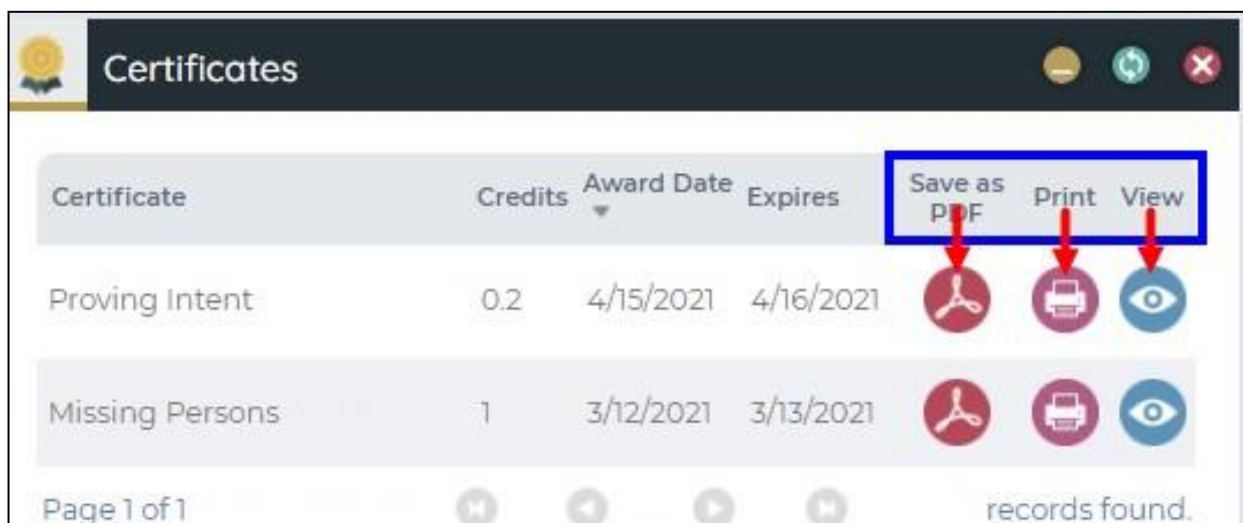 Certificates
Certificate Credits Award Date Expires Save as PDF Print View
Proving Intent 0.2 4/15/2021 4/16/2021
Missing Persons 1 3/12/2021 3/13/2021
Page 1 of 1 records found.